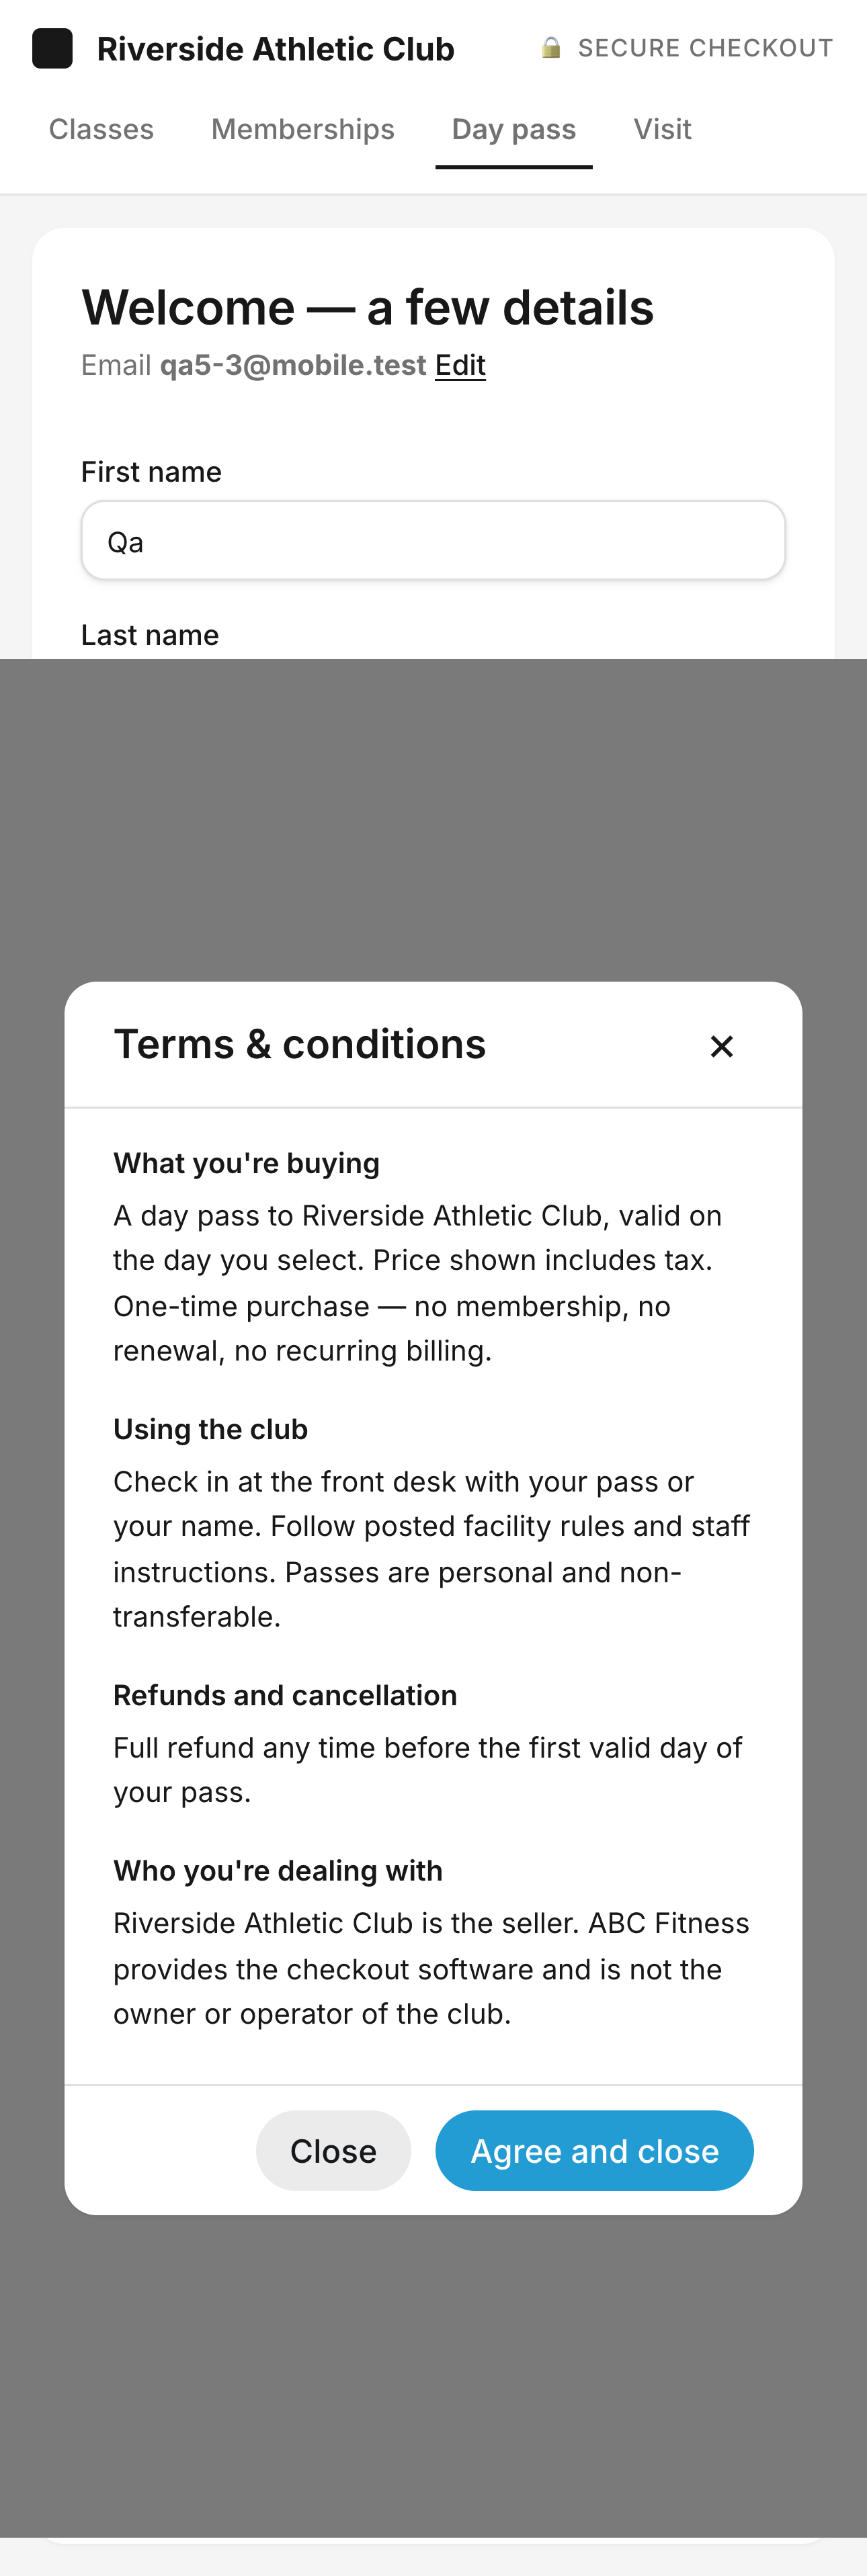 Riverside Athletic Club
🔒 SECURE CHECKOUT
Classes Memberships Day pass Visit
Welcome — a few details
Email qa5-3@mobile.test Edit
First name
Qa
Last name
Terms & conditions
✕
What you're buying
A day pass to Riverside Athletic Club, valid on
the day you select. Price shown includes tax.
One-time purchase — no membership, no
renewal, no recurring billing.
Using the club
Check in at the front desk with your pass or
your name. Follow posted facility rules and staff
instructions. Passes are personal and non-
transferable.
Refunds and cancellation
Full refund any time before the first valid day of
your pass.
Who you're dealing with
Riverside Athletic Club is the seller. ABC Fitness
provides the checkout software and is not the
owner or operator of the club.
Close
Agree and close